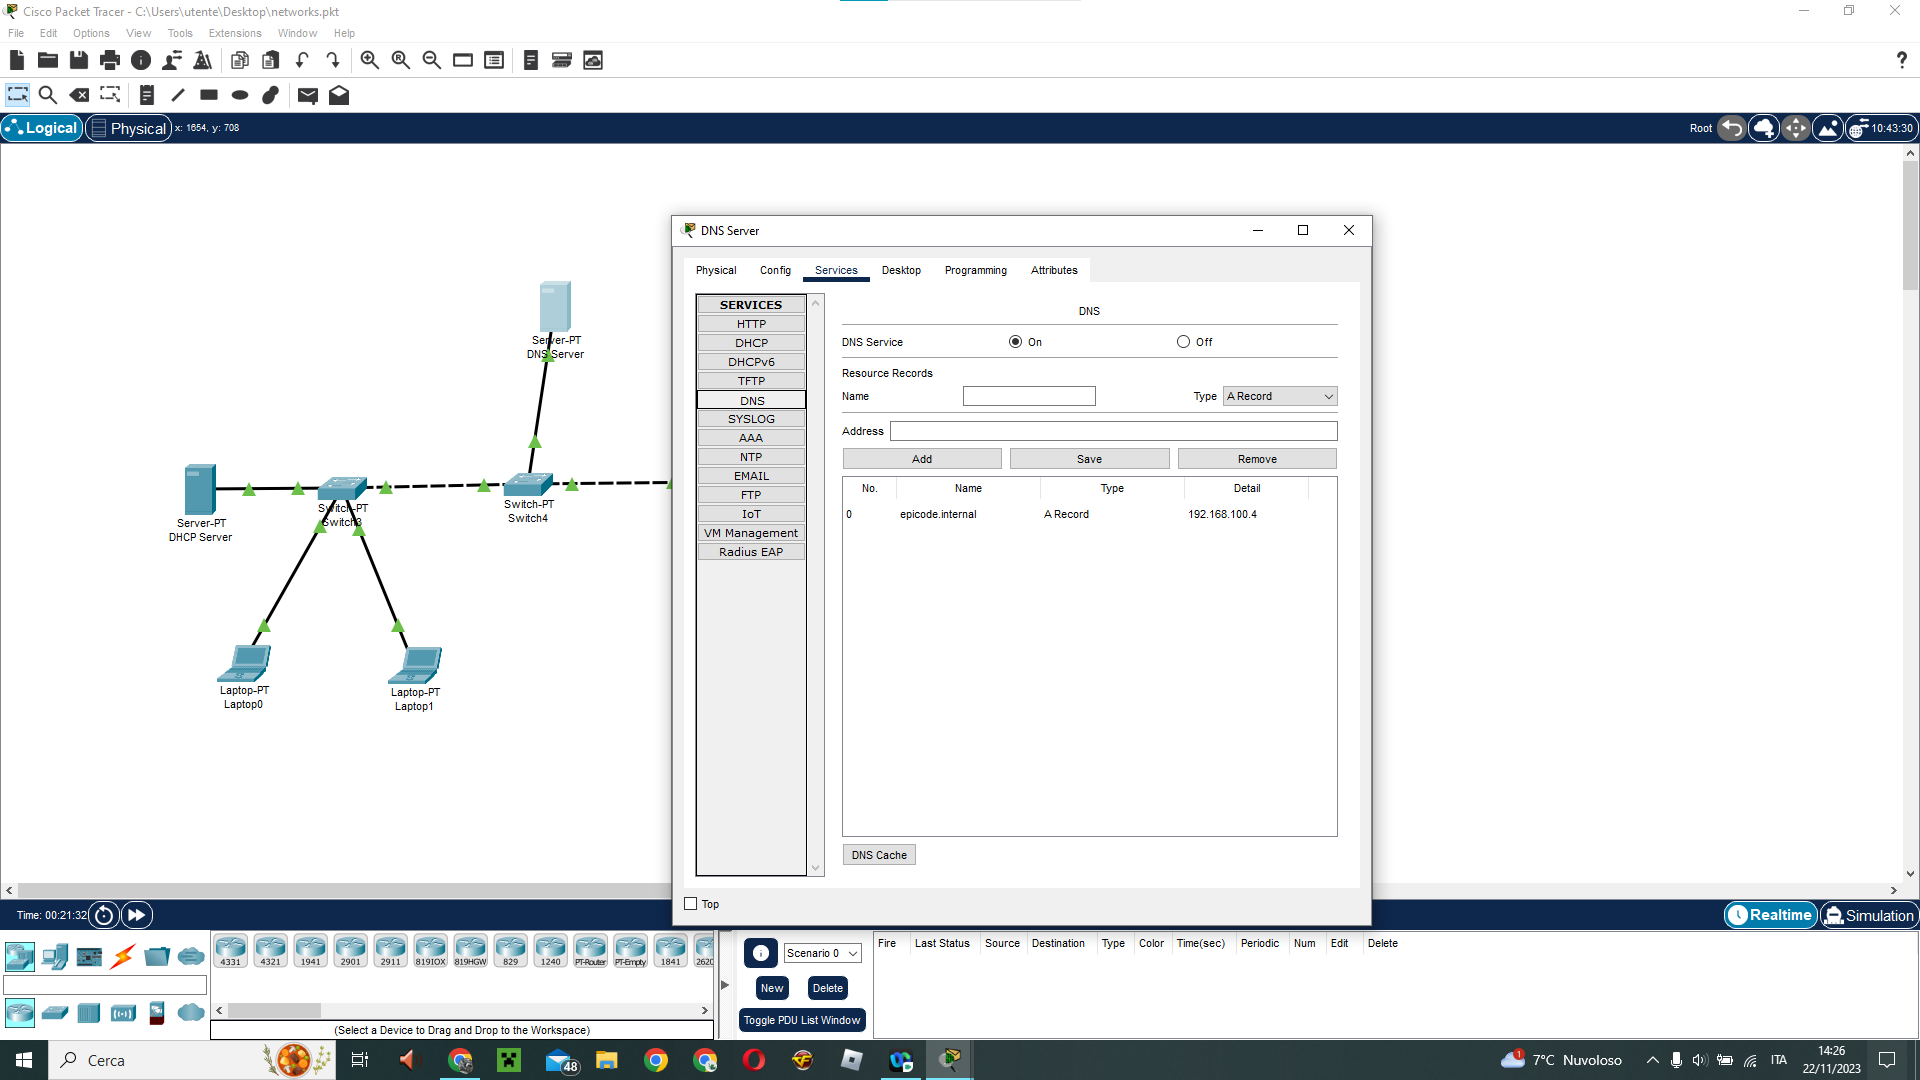 Cisco Packet Tracer - C:\Users\utente\Desktop\networks.pkt
File Edit Options View Tools Extensions Window Help
?
Logical Physical x: 1654, y: 708 Root 10:43:30
DNS Server
Physical Config Services Desktop Programming Attributes
SERVICES
HTTP
DHCP
DHCPv6
TFTP
DNS
SYSLOG
AAA
NTP
EMAIL
FTP
IoT
VM Management
Radius EAP
DNS
DNS Service On Off
Resource Records
Name Type A Record
Address
Add Save Remove
No. Name Type Detail
0 epicode.internal A Record 192.168.100.4
DNS Cache
Top
Server-PT
DNS Server
Server-PT
DHCP Server
Switch-PT
Switch3
Switch-PT
Switch4
Laptop-PT
Laptop0
Laptop-PT
Laptop1
Time: 00:21:32 Realtime Simulation
4331 4321 1941 2901 2911 819IOX 819HGW 829 1240 PT-Router PT-Empty 1841 2620
(Select a Device to Drag and Drop to the Workspace)
Scenario 0
New Delete
Toggle PDU List Window
Fire Last Status Source Destination Type Color Time(sec) Periodic Num Edit Delete
Cerca 48 1 7°C Nuvoloso ITA 14:26
22/11/2023